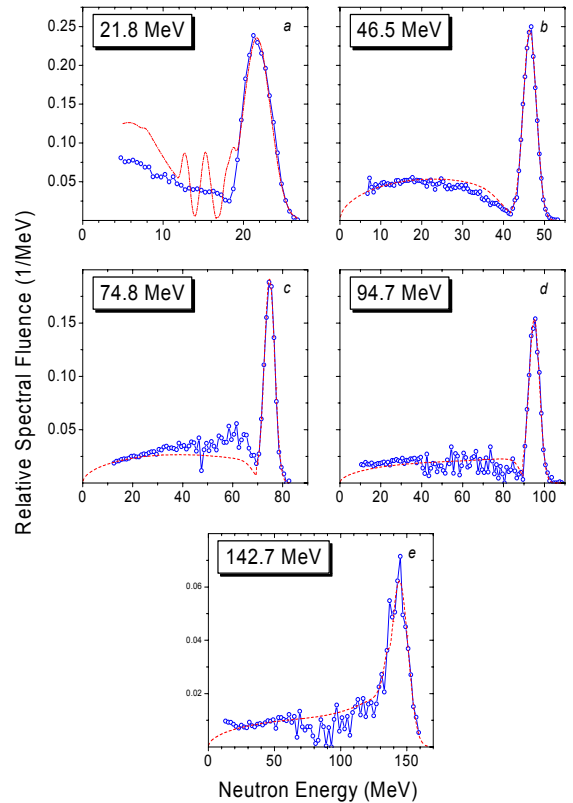 Relative Spectral Fluence (1/MeV)
21.8 MeV
a
0.25
0.20
0.15
0.10
0.05
0 10 20
46.5 MeV
b
0 10 20 30 40 50
74.8 MeV
c
0.15
0.10
0.05
0 20 40 60 80
94.7 MeV
d
0 20 40 60 80 100
142.7 MeV
e
0.06
0.04
0.02
0 50 100 150
Neutron Energy (MeV)